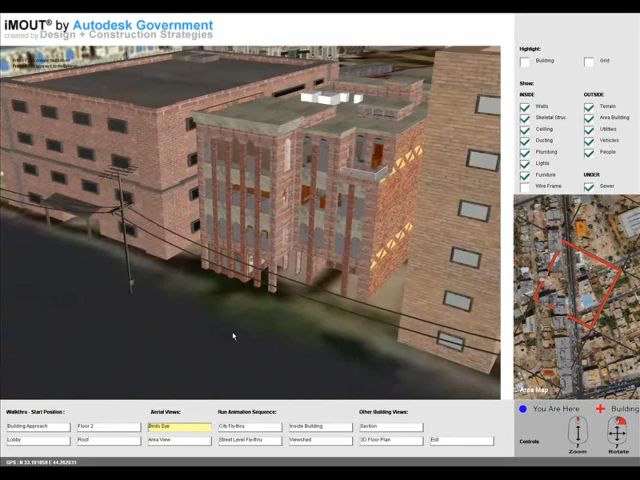 iMOUT® by Autodesk Government
created by Design + Construction Strategies
Highlight:
Building
Grid
Show:
INSIDE
OUTSIDE
Walls
Terrain
Skeletal Struc.
Area Building
Ceiling
Utilities
Ducting
Vehicles
Plumbing
People
Lights
Furniture
UNDER
Wire Frame
Sewer
Area Map
You Are Here
Building
Controls
Zoom
Rotate
Walkthru - Start Position:
Aerial Views:
Run Animation Sequence:
Other Building Views:
Building Approach
Floor 2
Birds Eye
City Fly-thru
Inside Building
Section
Lobby
Roof
Area View
Street Level Fly-thru
Viewshed
3D Floor Plan
Exit